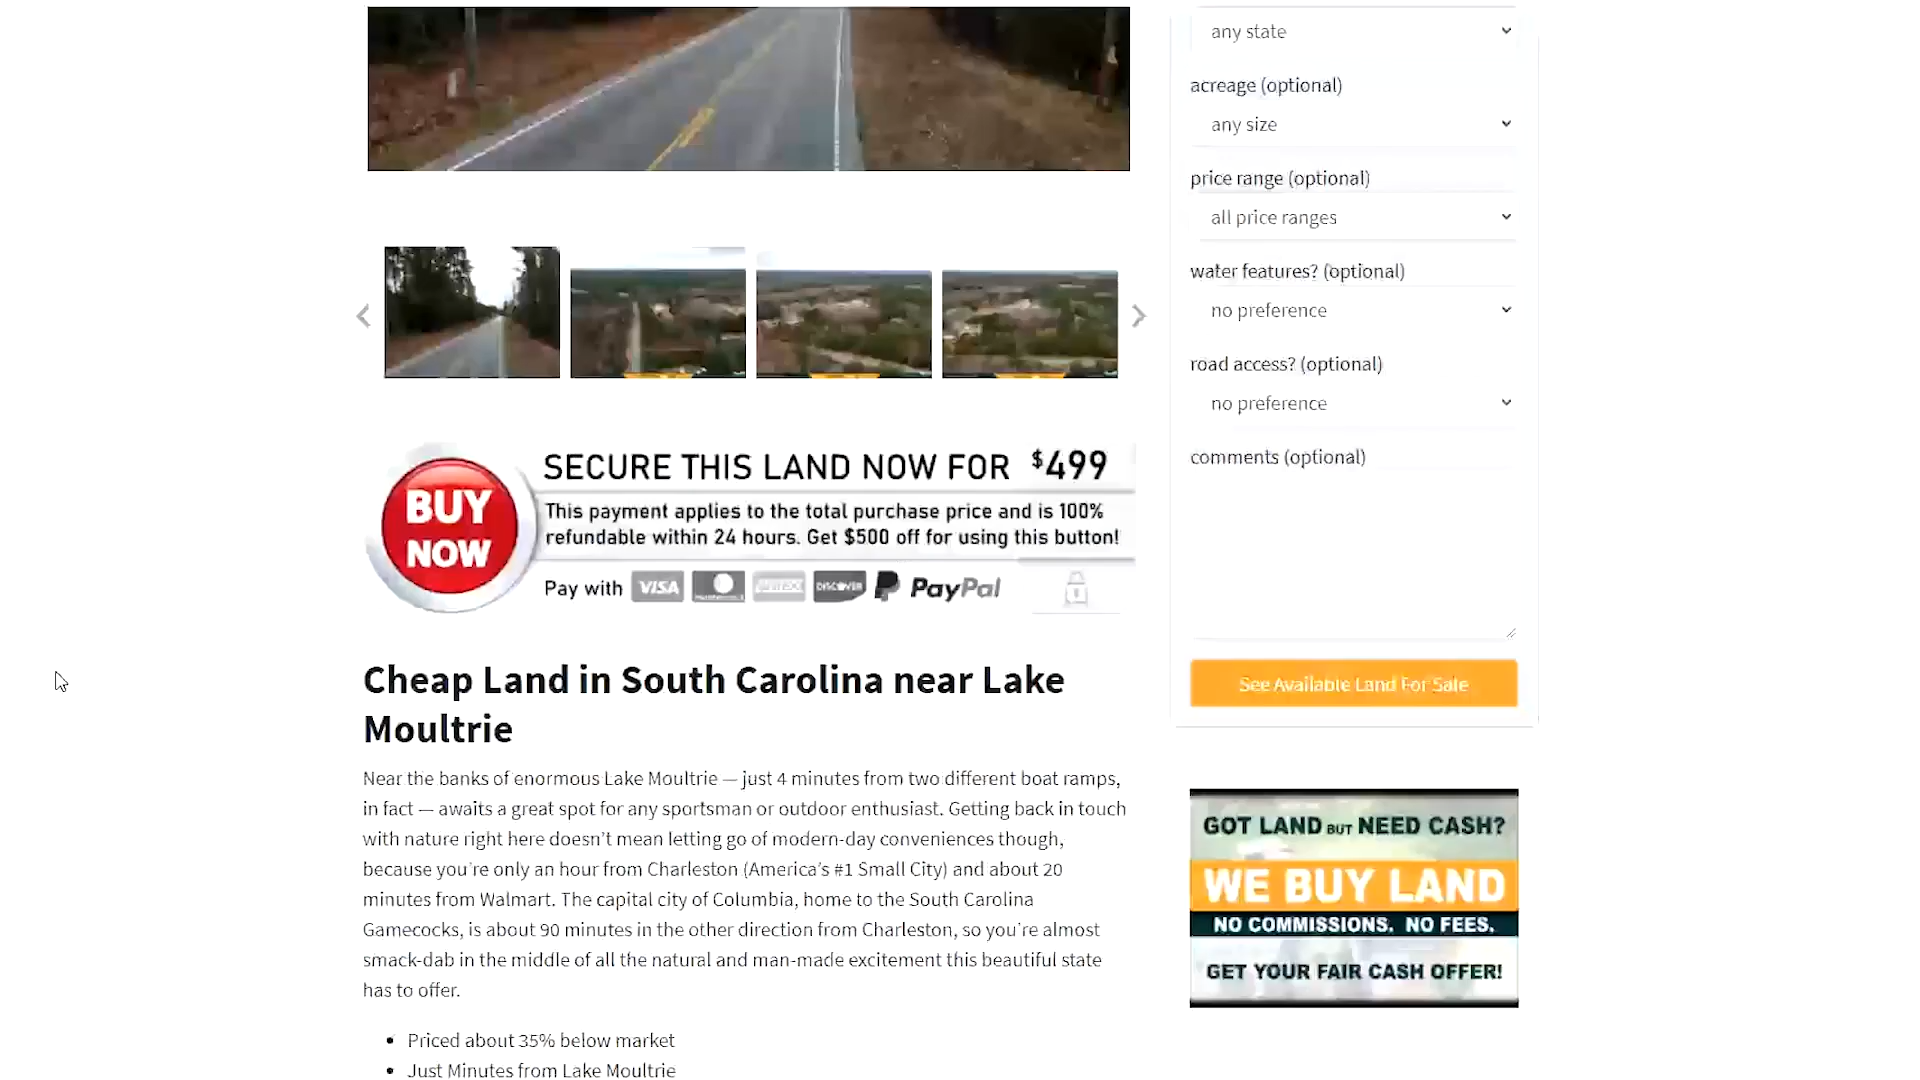 any state
acreage (optional)
any size
price range (optional)
all price ranges
water features? (optional)
no preference
road access? (optional)
no preference
comments (optional)
See Available Land For Sale
BUY
NOW
SECURE THIS LAND NOW FOR $499
This payment applies to the total purchase price and is 100%
refundable within 24 hours. Get $500 off for using this button!
Pay with VISA DISCOVER PayPal
Cheap Land in South Carolina near Lake
Moultrie
Near the banks of enormous Lake Moultrie — just 4 minutes from two different boat ramps,
in fact — awaits a great spot for any sportsman or outdoor enthusiast. Getting back in touch
with nature right here doesn't mean letting go of modern-day conveniences though,
because you're only an hour from Charleston (America's #1 Small City) and about 20
minutes from Walmart. The capital city of Columbia, home to the South Carolina
Gamecocks, is about 90 minutes in the other direction from Charleston, so you're almost
smack-dab in the middle of all the natural and man-made excitement this beautiful state
has to offer.
• Priced about 35% below market
• Just Minutes from Lake Moultrie
GOT LAND BUT NEED CASH?
WE BUY LAND
NO COMMISSIONS. NO FEES.
GET YOUR FAIR CASH OFFER!